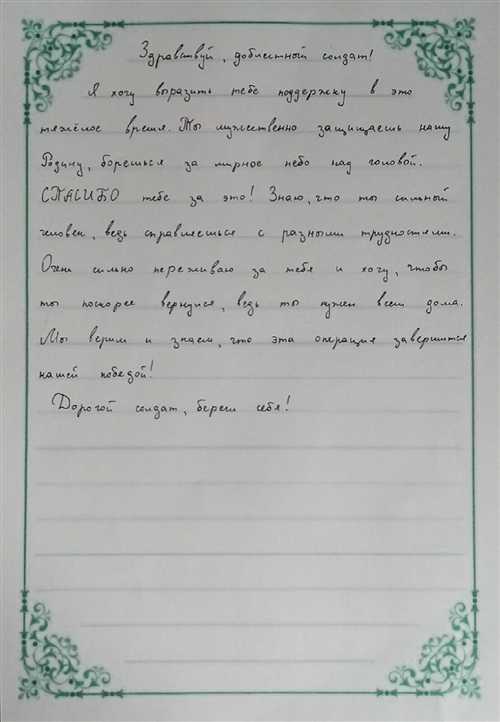 Здравствуй, доблестный солдат!
Я хочу выразить тебе поддержку в это
тяжёлое время. Ты мужественно защищаешь нашу
Родину, борешься за мирное небо над головой.
СПАСИБО тебе за это! Знаю, что ты сильный
человек, ведь справляешься с разными трудностями.
Очень сильно переживаю за тебя и хочу, чтобы
ты поскорее вернулся, ведь ты нужен всем дома.
Мы верим и знаем, что эта операция завершится
нашей победой!
Дорогой солдат, береги себя!